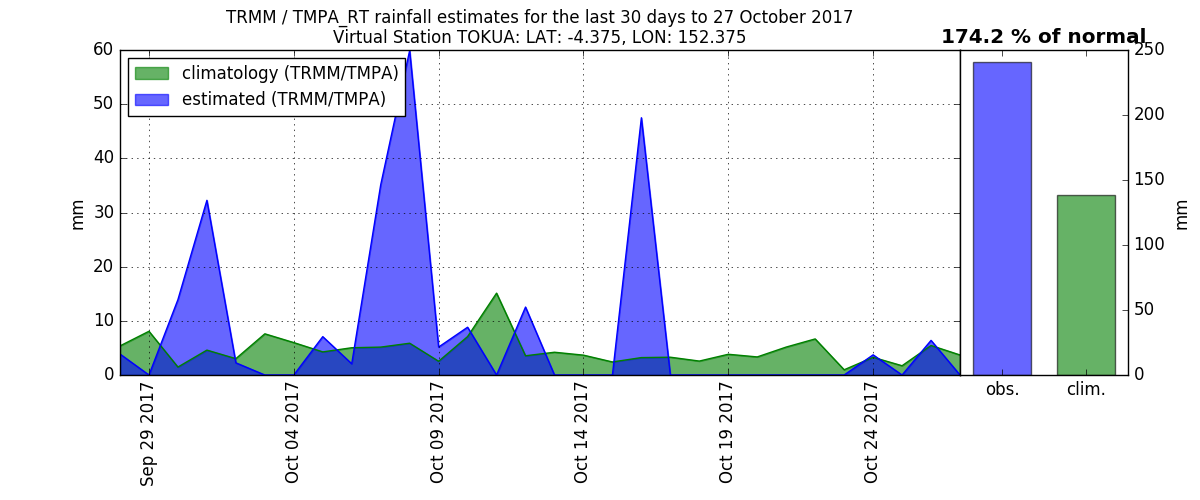 TRMM / TMPA_RT rainfall estimates for the last 30 days to 27 October 2017
Virtual Station TOKUA: LAT: -4.375, LON: 152.375
174.2 % of normal
climatology (TRMM/TMPA)
estimated (TRMM/TMPA)
mm
60
50
40
30
20
10
0
Sep 29 2017
Oct 04 2017
Oct 09 2017
Oct 14 2017
Oct 19 2017
Oct 24 2017
obs.
clim.
250
200
150
100
50
0
mm